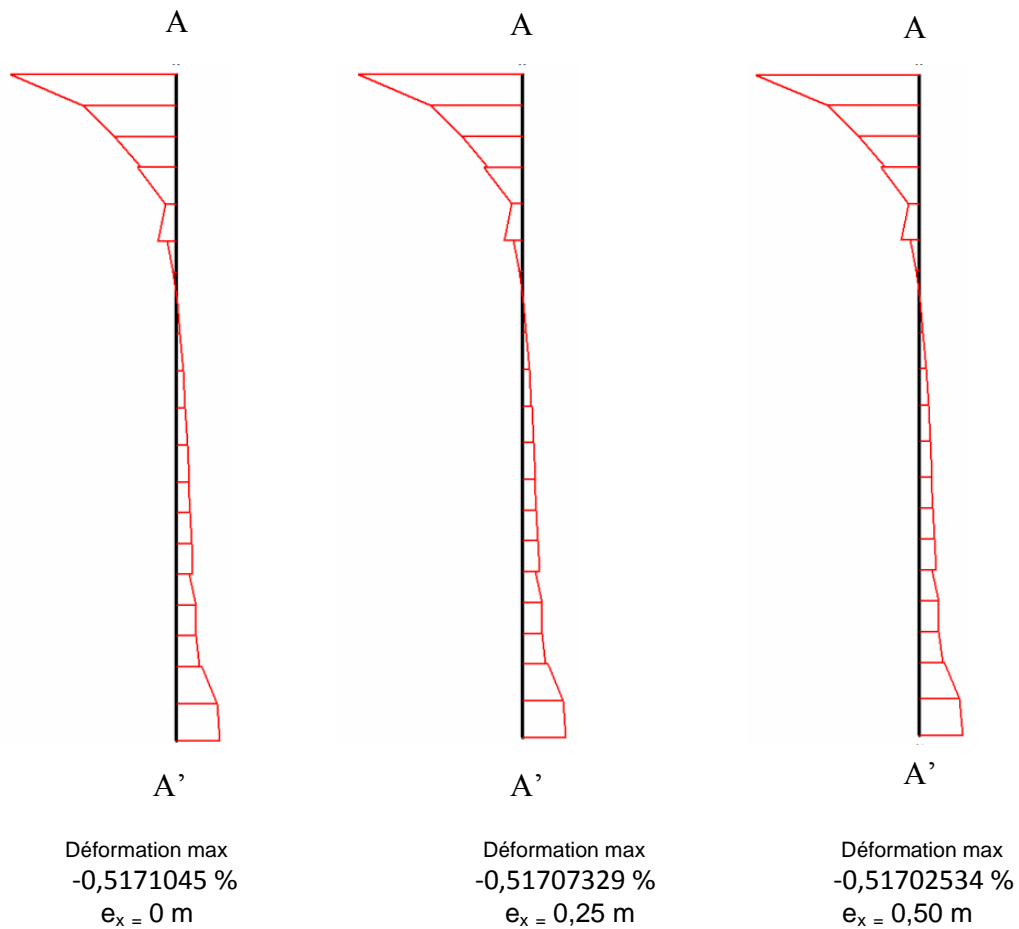 A A A
A’ A’ A’
Déformation max Déformation max Déformation max
-0,5171045 % -0,51707329 % -0,51702534 %
ex = 0 m ex = 0,25 m ex = 0,50 m